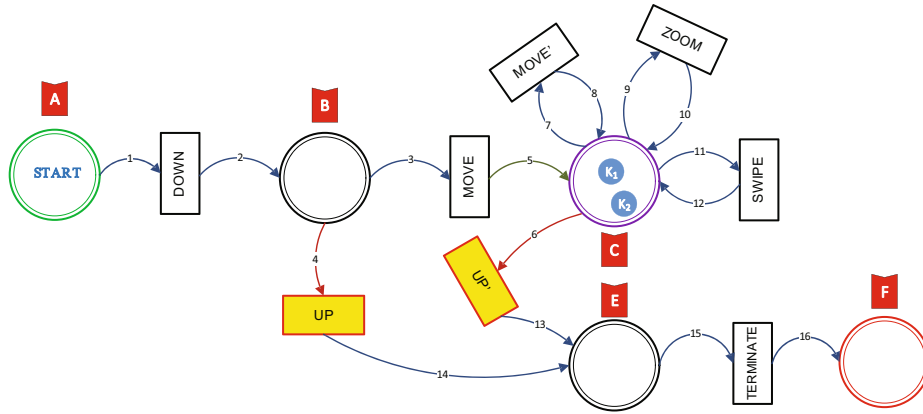 A
START
1
DOWN
2
B
3
MOVE
5
MOVE'
7
8
ZOOM
9
10
K1
K2
11
SWIPE
12
C
4
UP
6
UP'
13
14
E
15
TERMINATE
16
F